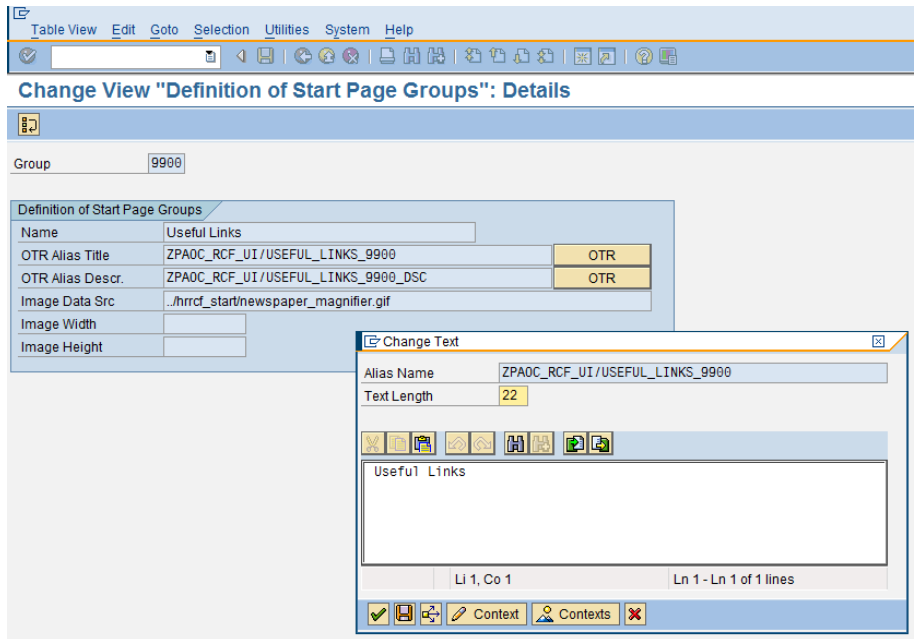 Table View Edit Goto Selection Utilities System Help
Change View "Definition of Start Page Groups": Details
Group 9900
Definition of Start Page Groups
Name Useful Links
OTR Alias Title ZPAOC_RCF_UI/USEFUL_LINKS_9900 OTR
OTR Alias Descr. ZPAOC_RCF_UI/USEFUL_LINKS_9900_DSC OTR
Image Data Src ../hrrcf_start/newspaper_magnifier.gif
Image Width
Image Height
Change Text
Alias Name ZPAOC_RCF_UI/USEFUL_LINKS_9900
Text Length 22
Useful Links
Li 1, Co 1 Ln 1 - Ln 1 of 1 lines
Context Contexts